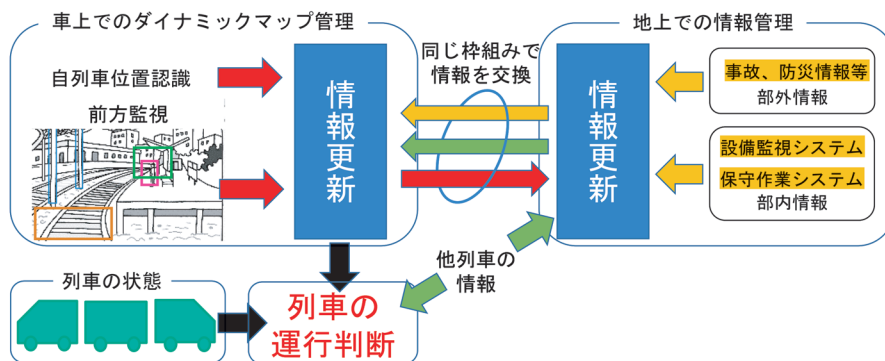 車上でのダイナミックマップ管理
自列車位置認識
前方監視
情報更新
同じ枠組みで
情報を交換
地上での情報管理
情報更新
事故、防災情報等
部外情報
設備監視システム
保守作業システム
部内情報
列車の状態
列車の
運行判断
他列車の
情報